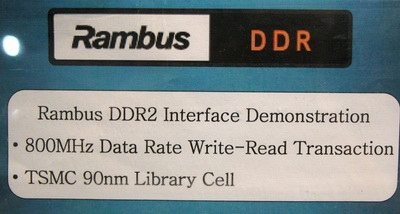 Rambus DDR
Rambus DDR2 Interface Demonstration
· 800MHz Data Rate Write-Read Transaction
· TSMC 90nm Library Cell